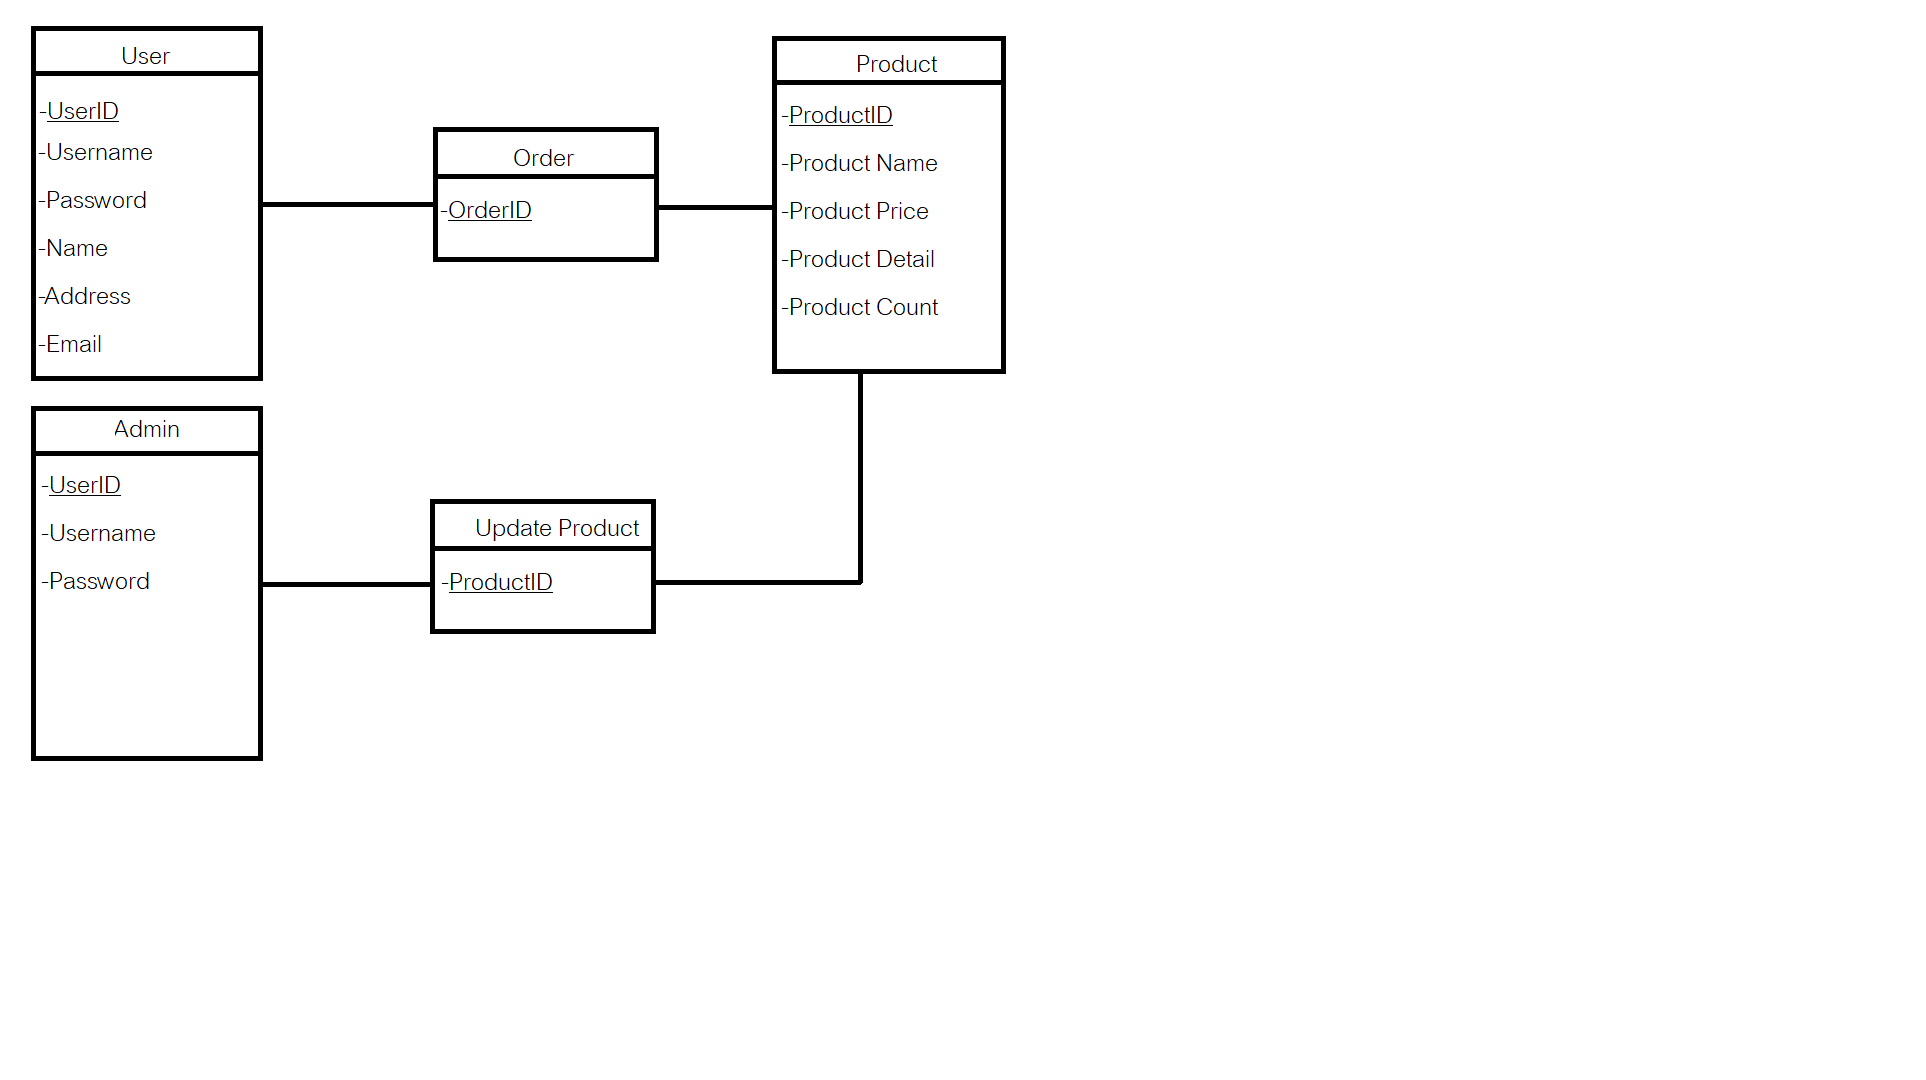 User
-UserID
-Username
-Password
-Name
-Address
-Email
Order
-OrderID
Product
-ProductID
-Product Name
-Product Price
-Product Detail
-Product Count
Admin
-UserID
-Username
-Password
Update Product
-ProductID